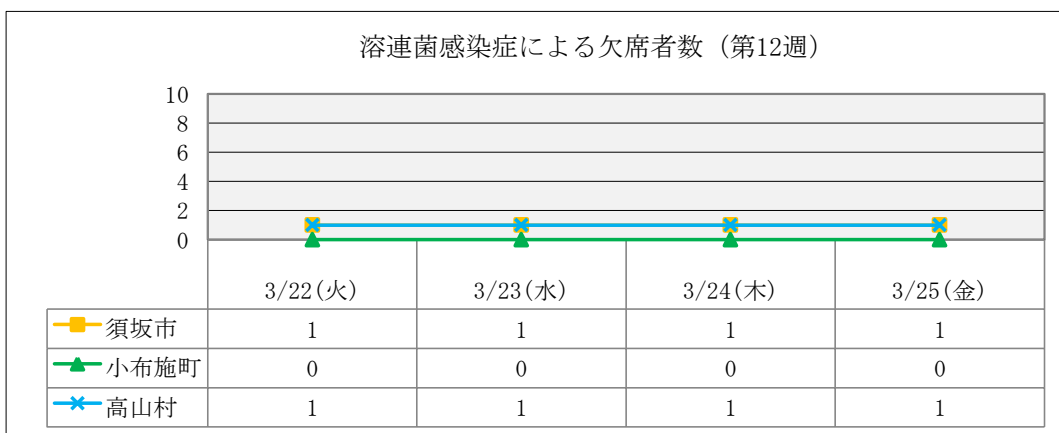 溶連菌感染症による欠席者数（第12週）
10
8
6
4
2
0
3/22(火) 3/23(水) 3/24(木) 3/25(金)
須坂市 1 1 1 1
小布施町 0 0 0 0
高山村 1 1 1 1